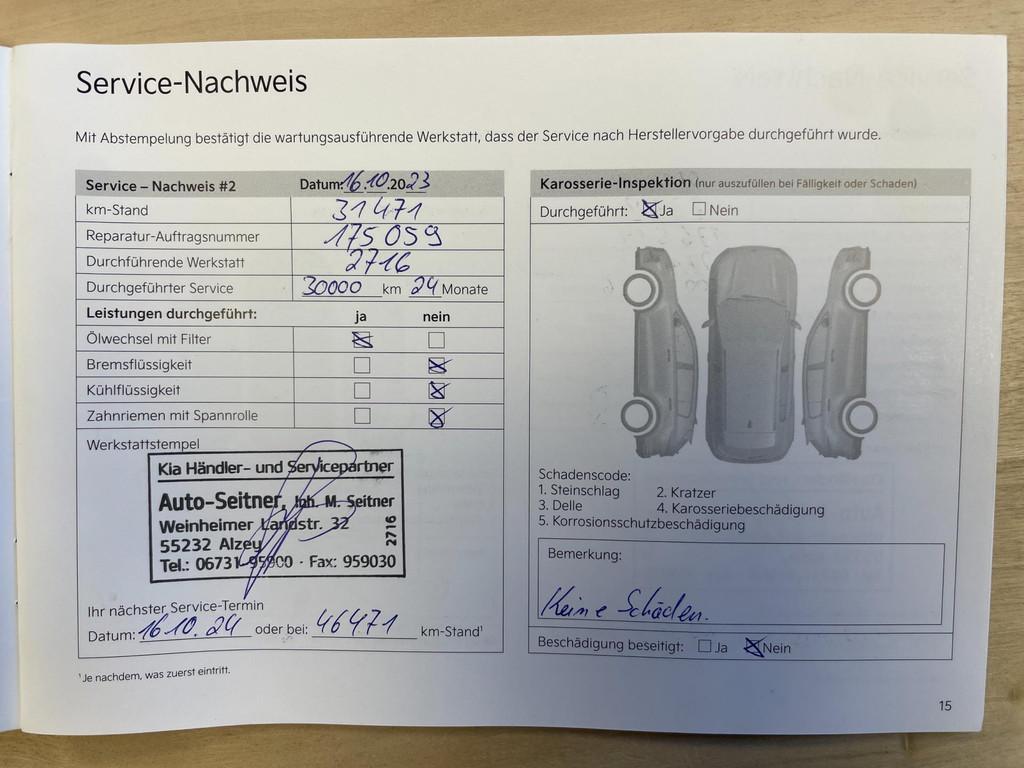 Service-Nachweis
Mit Abstempelung bestätigt die wartungsausführende Werkstatt, dass der Service nach Herstellervorgabe durchgeführt wurde.
Service – Nachweis #2 Datum: 16.10.2023
km-Stand 31471
Reparatur-Auftragsnummer 175059
Durchführende Werkstatt 2716
Durchgeführter Service 30000 km 24 Monate
Leistungen durchgeführt: ja nein
Ölwechsel mit Filter
Bremsflüssigkeit
Kühlflüssigkeit
Zahnriemen mit Spannrolle
Werkstattstempel
Kia Händler- und Servicepartner
Auto-Seitner, Inh. M. Seitner
Weinheimer Landstr. 32
55232 Alzey
Tel.: 06731-95900 · Fax: 959030
2716
Ihr nächster Service-Termin
Datum: 16.10.24 oder bei: 46471 km-Stand¹
¹Je nachdem, was zuerst eintritt.
Karosserie-Inspektion (nur auszufüllen bei Fälligkeit oder Schaden)
Durchgeführt: Ja Nein
Schadenscode:
1. Steinschlag 2. Kratzer
3. Delle 4. Karosseriebeschädigung
5. Korrosionsschutzbeschädigung
Bemerkung:
Keine Schäden.
Beschädigung beseitigt: Ja Nein
15